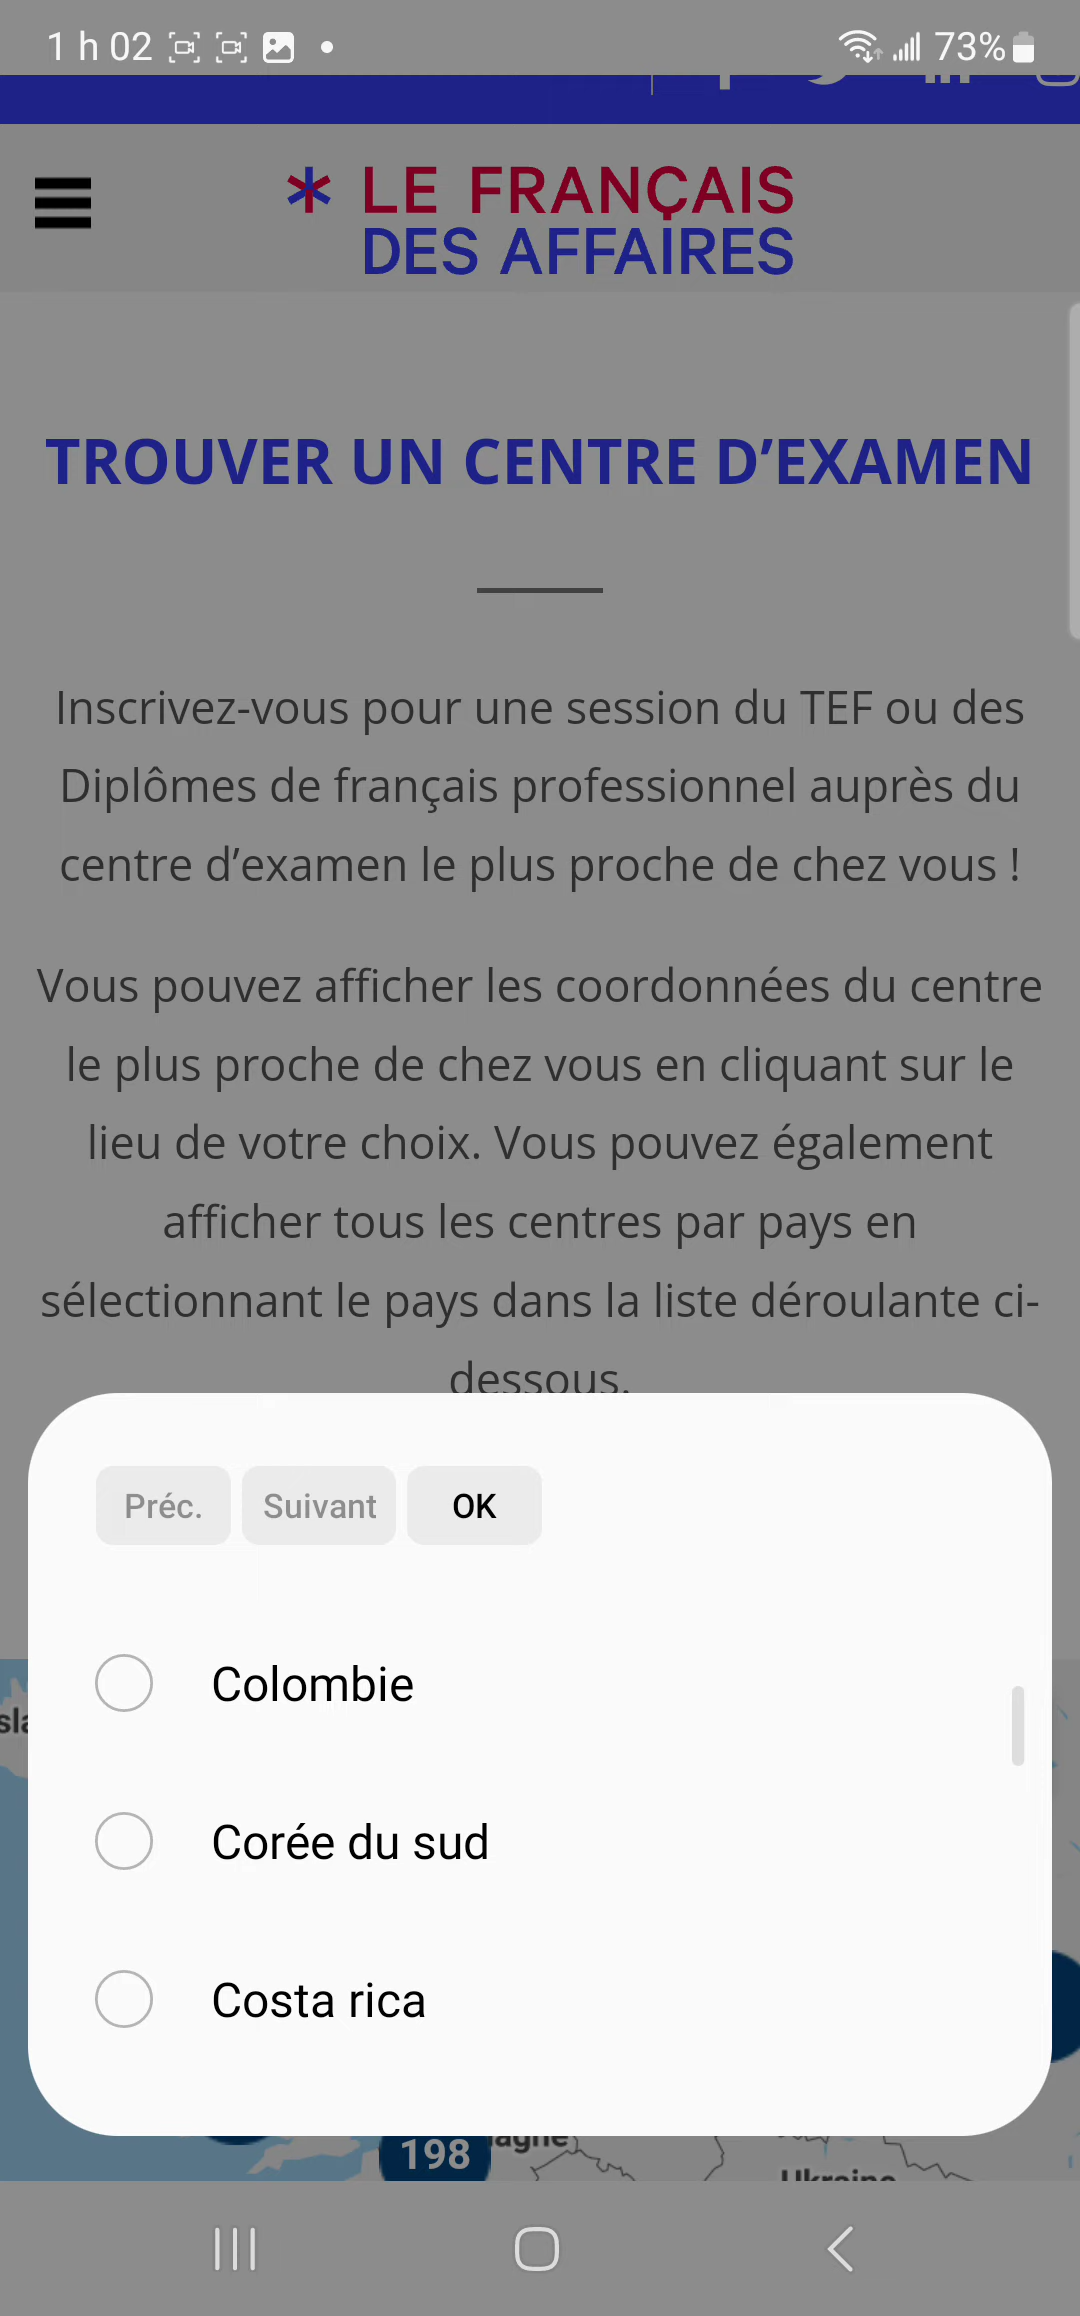 1 h 02
73%
LE FRANÇAIS
DES AFFAIRES
TROUVER UN CENTRE D’EXAMEN
Inscrivez-vous pour une session du TEF ou des
Diplômes de français professionnel auprès du
centre d’examen le plus proche de chez vous !
Vous pouvez afficher les coordonnées du centre
le plus proche de chez vous en cliquant sur le
lieu de votre choix. Vous pouvez également
afficher tous les centres par pays en
sélectionnant le pays dans la liste déroulante ci-
dessous.
Préc.
Suivant
OK
Colombie
Corée du sud
Costa rica
198
Ukraine